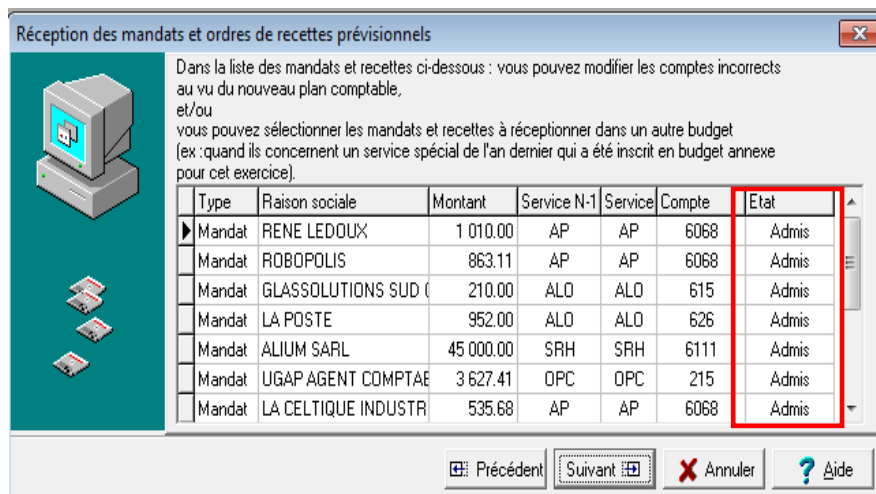 Réception des mandats et ordres de recettes prévisionnels
Dans la liste des mandats et recettes ci-dessous : vous pouvez modifier les comptes incorrects
au vu du nouveau plan comptable,
et/ou
vous pouvez sélectionner les mandats et recettes à réceptionner dans un autre budget
(ex :quand ils concernent un service spécial de l'an dernier qui a été inscrit en budget annexe
pour cet exercice).
Type Raison sociale Montant Service N-1 Service Compte Etat
Mandat RENE LEDOUX 1 010.00 AP AP 6068 Admis
Mandat ROBOPOLIS 863.11 AP AP 6068 Admis
Mandat GLASSOLUTIONS SUD ( 210.00 ALO ALO 615 Admis
Mandat LA POSTE 952.00 ALO ALO 626 Admis
Mandat ALIUM SARL 45 000.00 SRH SRH 6111 Admis
Mandat UGAP AGENT COMPTAE 3 627.41 OPC OPC 215 Admis
Mandat LA CELTIQUE INDUSTR 535.68 AP AP 6068 Admis
Précédent Suivant Annuler ? Aide